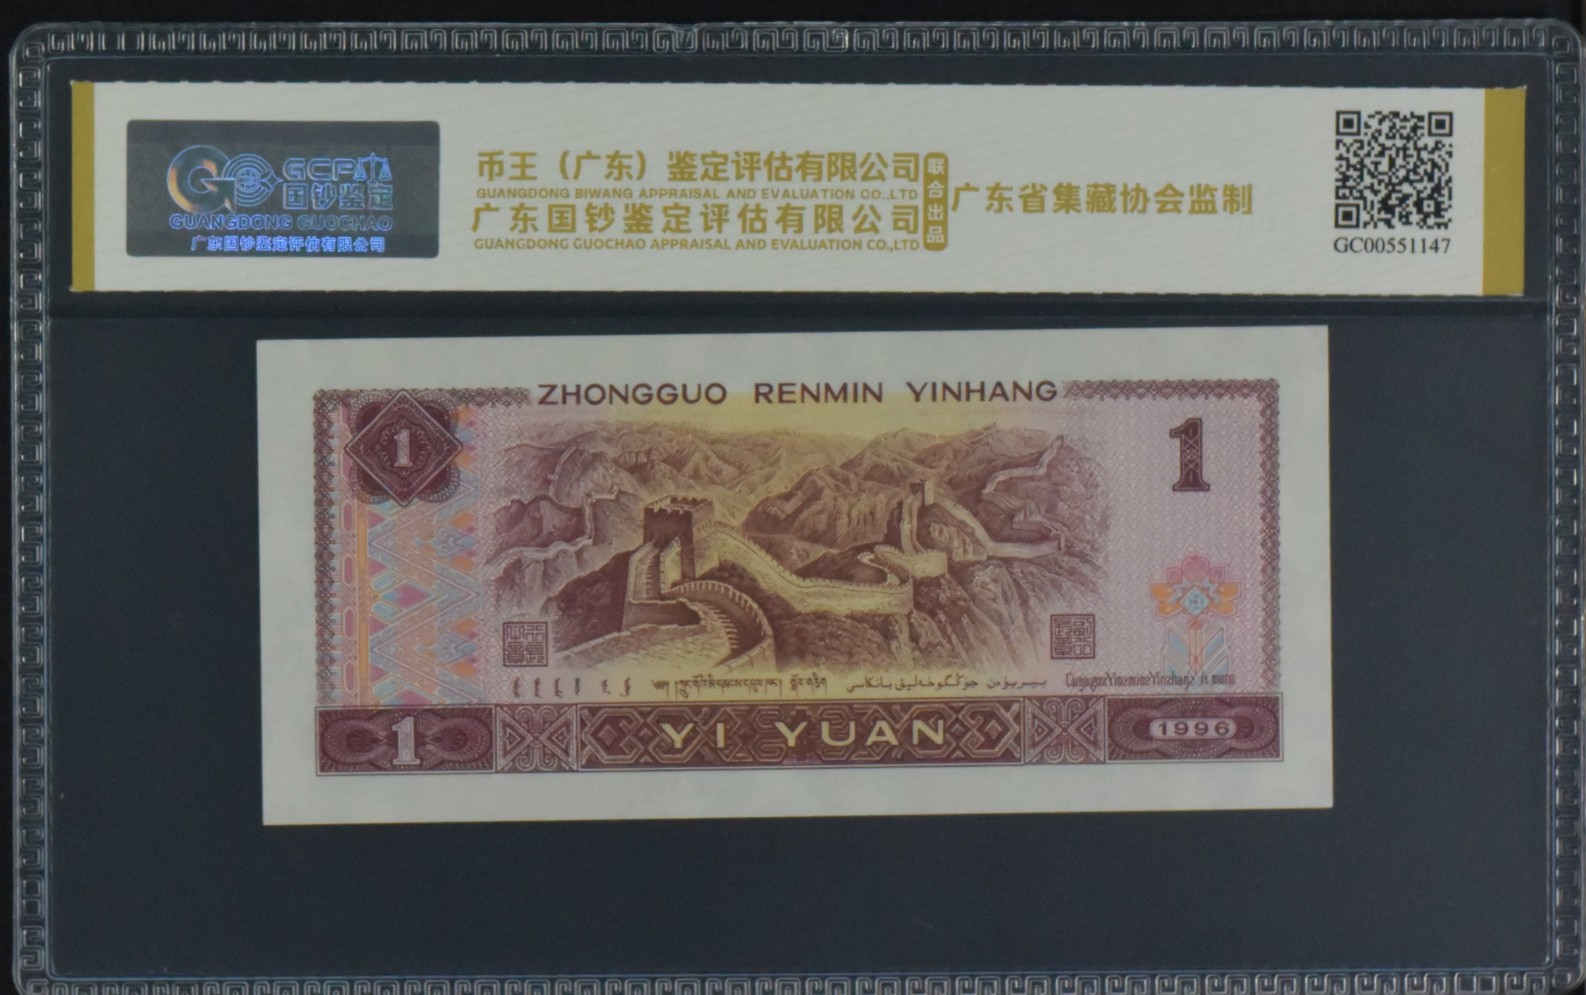 GCPA
国钞鉴定
GUANGDONG GUOCHAO
广东国钞鉴定评估有限公司
币王（广东）鉴定评估有限公司
GUANGDONG BIWANG APPRAISAL AND EVALUATION CO.,LTD
广东国钞鉴定评估有限公司
GUANGDONG GUOCHAO APPRAISAL AND EVALUATION CO.,LTD
联合出品
广东省集藏协会监制
GC00551147
ZHONGGUO RENMIN YINHANG
1
1
1
YI YUAN
1996